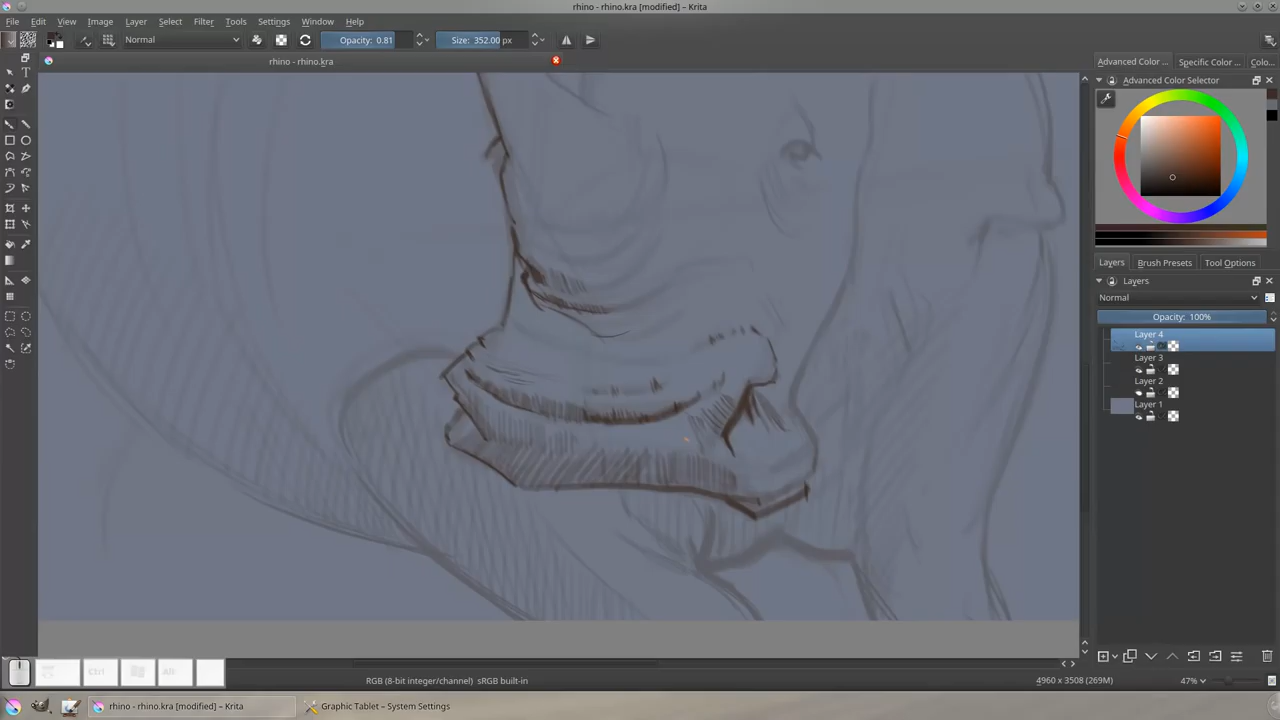 rhino - rhino.kra [modified] – Krita
File Edit View Image Layer Select Filter Tools Settings Window Help
Normal Opacity: 0.81 Size: 352.00 px
rhino - rhino.kra
Advanced Color ... Specific Color ... Colo...
Advanced Color Selector
Layers Brush Presets Tool Options
Layers
Normal
Opacity: 100%
Layer 4
Layer 3
Layer 2
Layer 1
Ctrl Alt
RGB (8-bit integer/channel) sRGB built-in 4960 x 3508 (269M) 47%
rhino - rhino.kra [modified] – Krita Graphic Tablet – System Settings